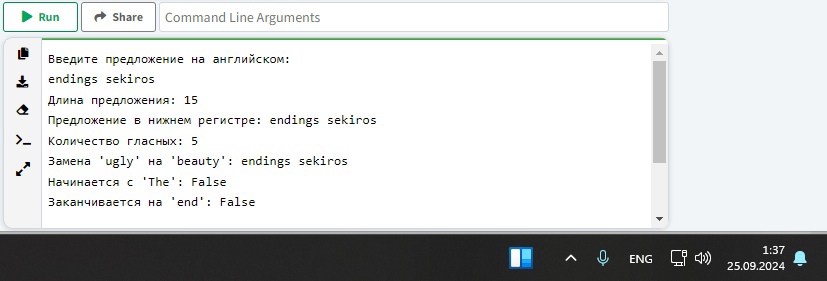 Run Share Command Line Arguments
Введите предложение на английском:
endings sekiros
Длина предложения: 15
Предложение в нижнем регистре: endings sekiros
Количество гласных: 5
Замена 'ugly' на 'beauty': endings sekiros
Начинается с 'The': False
Заканчивается на 'end': False
ENG
1:37
25.09.2024